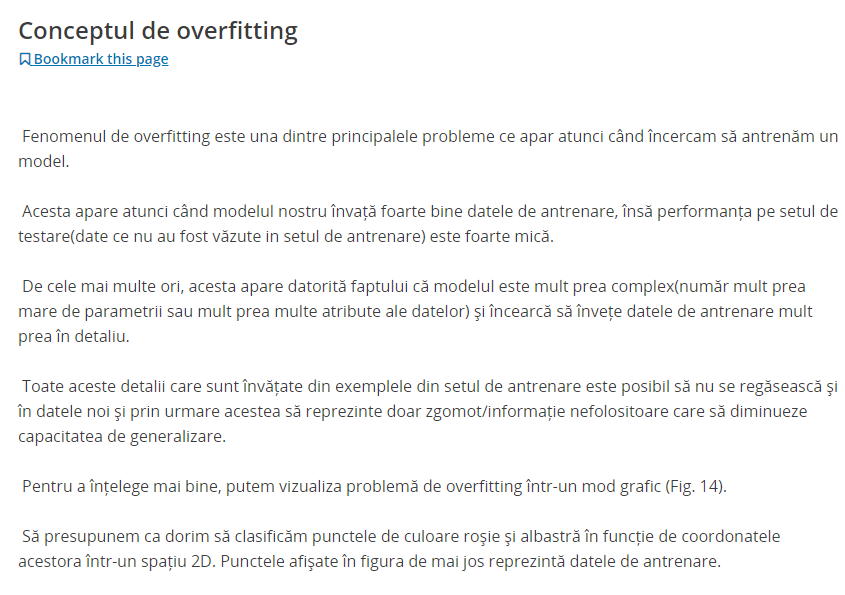 Conceptul de overfitting
Bookmark this page
Fenomenul de overfitting este una dintre principalele probleme ce apar atunci când încercam să antrenăm un
model.
Acesta apare atunci când modelul nostru învață foarte bine datele de antrenare, însă performanța pe setul de
testare(date ce nu au fost văzute in setul de antrenare) este foarte mică.
De cele mai multe ori, acesta apare datorită faptului că modelul este mult prea complex(număr mult prea
mare de parametrii sau mult prea multe atribute ale datelor) şi încearcă să învețe datele de antrenare mult
prea în detaliu.
Toate aceste detalii care sunt învățate din exemplele din setul de antrenare este posibil să nu se regăsească şi
în datele noi şi prin urmare acestea să reprezinte doar zgomot/informație nefolositoare care să diminueze
capacitatea de generalizare.
Pentru a înțelege mai bine, putem vizualiza problemă de overfitting într-un mod grafic (Fig. 14).
Să presupunem ca dorim să clasificăm punctele de culoare roşie şi albastră în funcție de coordonatele
acestora într-un spațiu 2D. Punctele afişate în figura de mai jos reprezintă datele de antrenare.